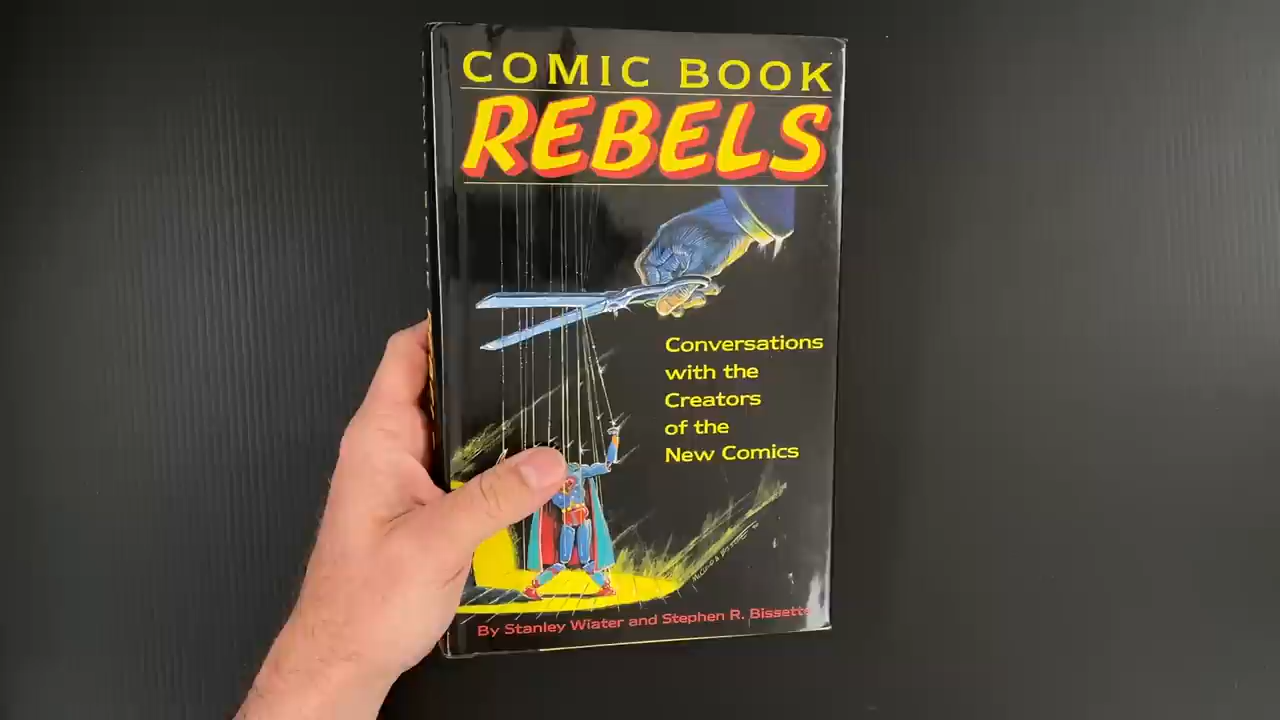 COMIC BOOK
REBELS
Conversations
with the
Creators
of the
New Comics
By Stanley Wiater and Stephen R. Bissette